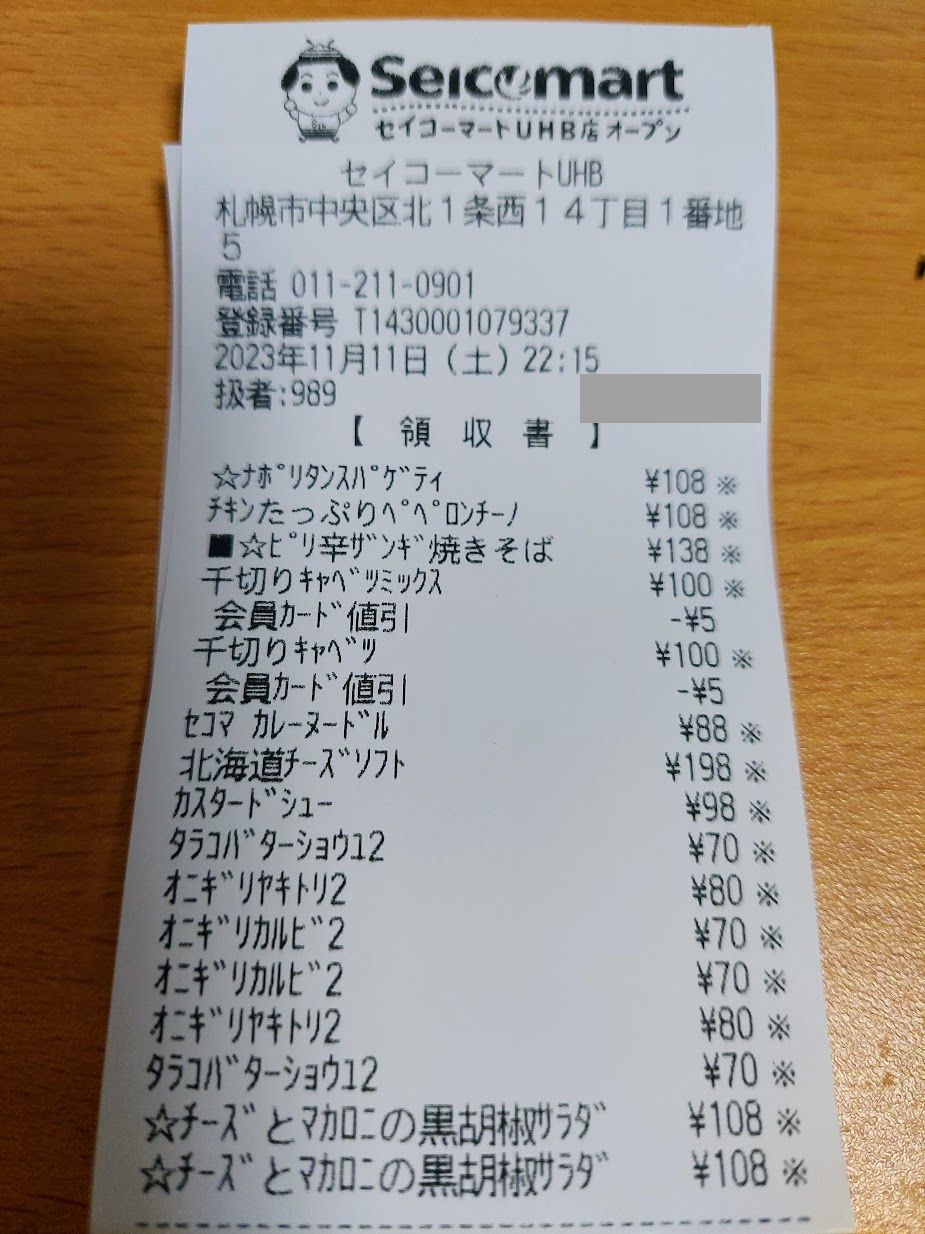 Seicomart
セイコーマートUHB店オープン
セイコーマートUHB
札幌市中央区北1条西14丁目1番地
5
電話 011-211-0901
登録番号 T1430001079337
2023年11月11日（土）22:15
扱者:989
【 領 収 書 】
☆ﾅﾎﾟﾘﾀﾝｽﾊﾟｹﾞﾃｨ ¥108 ※
ﾁｷﾝたっぷりﾍﾟﾍﾟﾛﾝﾁｰﾉ ¥108 ※
■☆ﾋﾟﾘ辛ｻﾞﾝｷﾞ焼きそば ¥138 ※
千切りｷｬﾍﾞﾂﾐｯｸｽ ¥100 ※
会員ｶｰﾄﾞ値引 -¥5
千切りｷｬﾍﾞﾂ ¥100 ※
会員ｶｰﾄﾞ値引 -¥5
ｾｺﾏ ｶﾚｰﾇｰﾄﾞﾙ ¥88 ※
北海道ﾁｰｽﾞｿﾌﾄ ¥198 ※
ｶｽﾀｰﾄﾞｼｭｰ ¥98 ※
ﾀﾗｺﾊﾞﾀｰｼｮｳﾕ2 ¥70 ※
ｵﾆｷﾞﾘﾔｷﾄﾘ2 ¥80 ※
ｵﾆｷﾞﾘｶﾙﾋﾞ2 ¥70 ※
ｵﾆｷﾞﾘｶﾙﾋﾞ2 ¥70 ※
ｵﾆｷﾞﾘﾔｷﾄﾘ2 ¥80 ※
ﾀﾗｺﾊﾞﾀｰｼｮｳﾕ2 ¥70 ※
☆ﾁｰｽﾞとﾏｶﾛﾆの黒胡椒ｻﾗﾀﾞ ¥108 ※
☆ﾁｰｽﾞとﾏｶﾛﾆの黒胡椒ｻﾗﾀﾞ ¥108 ※